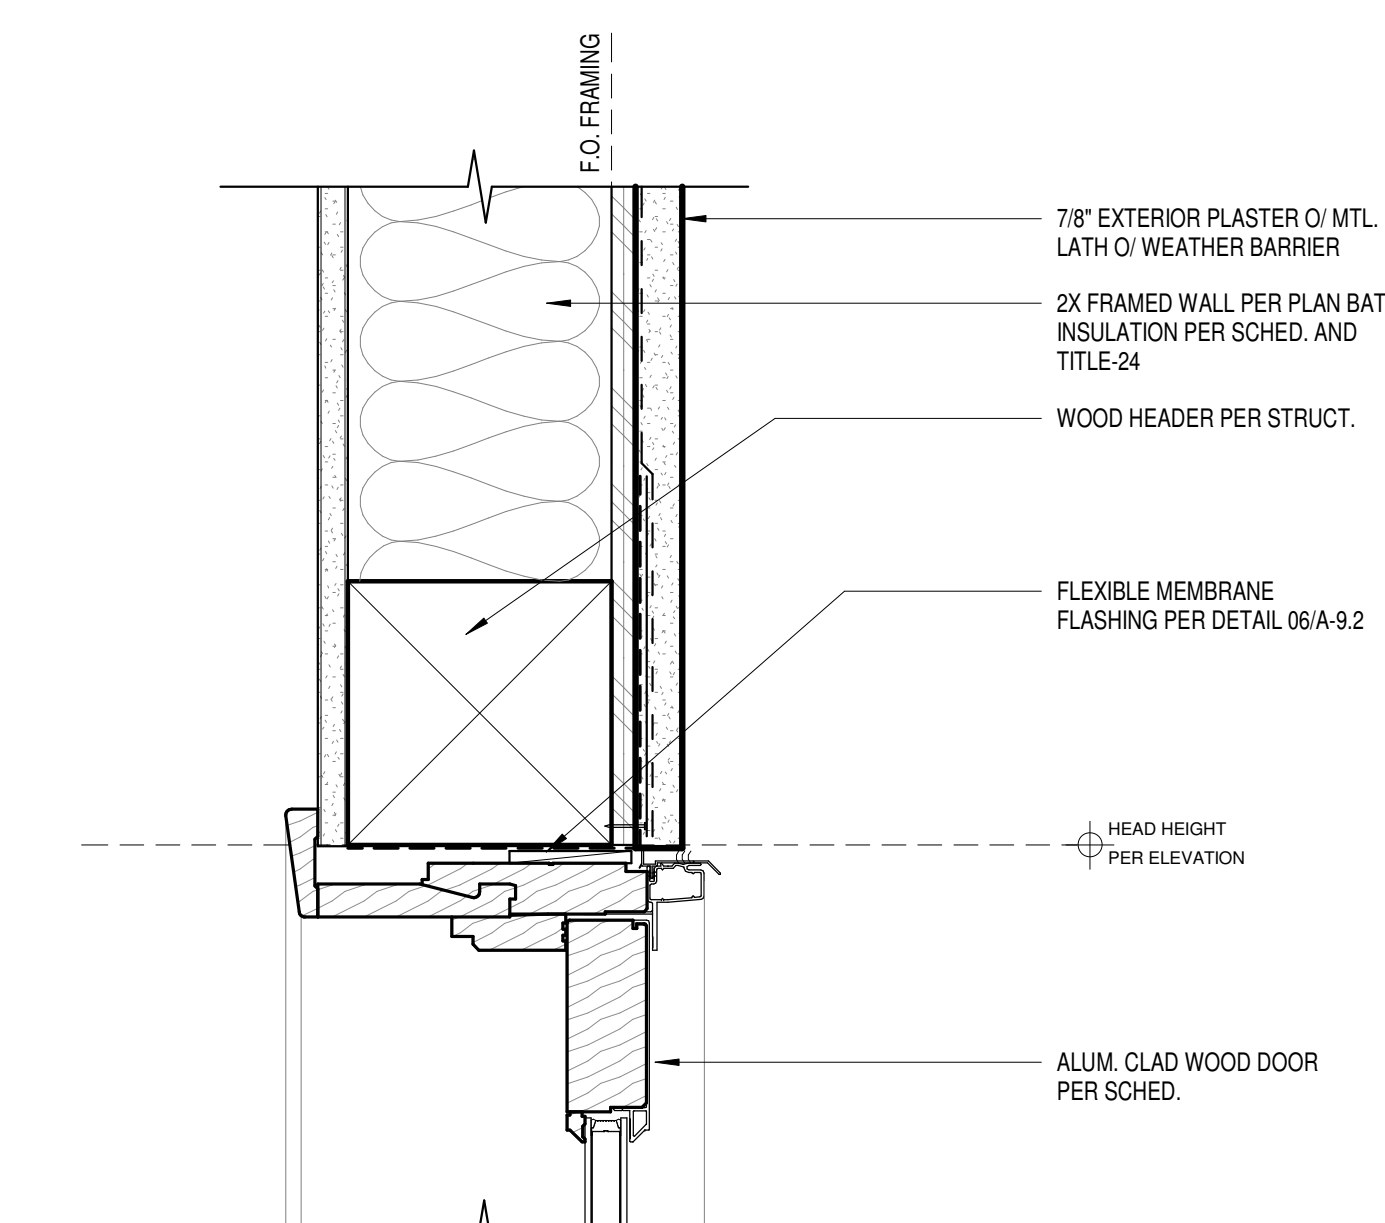 F.O. FRAMING
7/8" EXTERIOR PLASTER O/ MTL.
LATH O/ WEATHER BARRIER
2X FRAMED WALL PER PLAN BAT
INSULATION PER SCHED. AND
TITLE-24
WOOD HEADER PER STRUCT.
FLEXIBLE MEMBRANE
FLASHING PER DETAIL 06/A-9.2
HEAD HEIGHT
PER ELEVATION
ALUM. CLAD WOOD DOOR
PER SCHED.